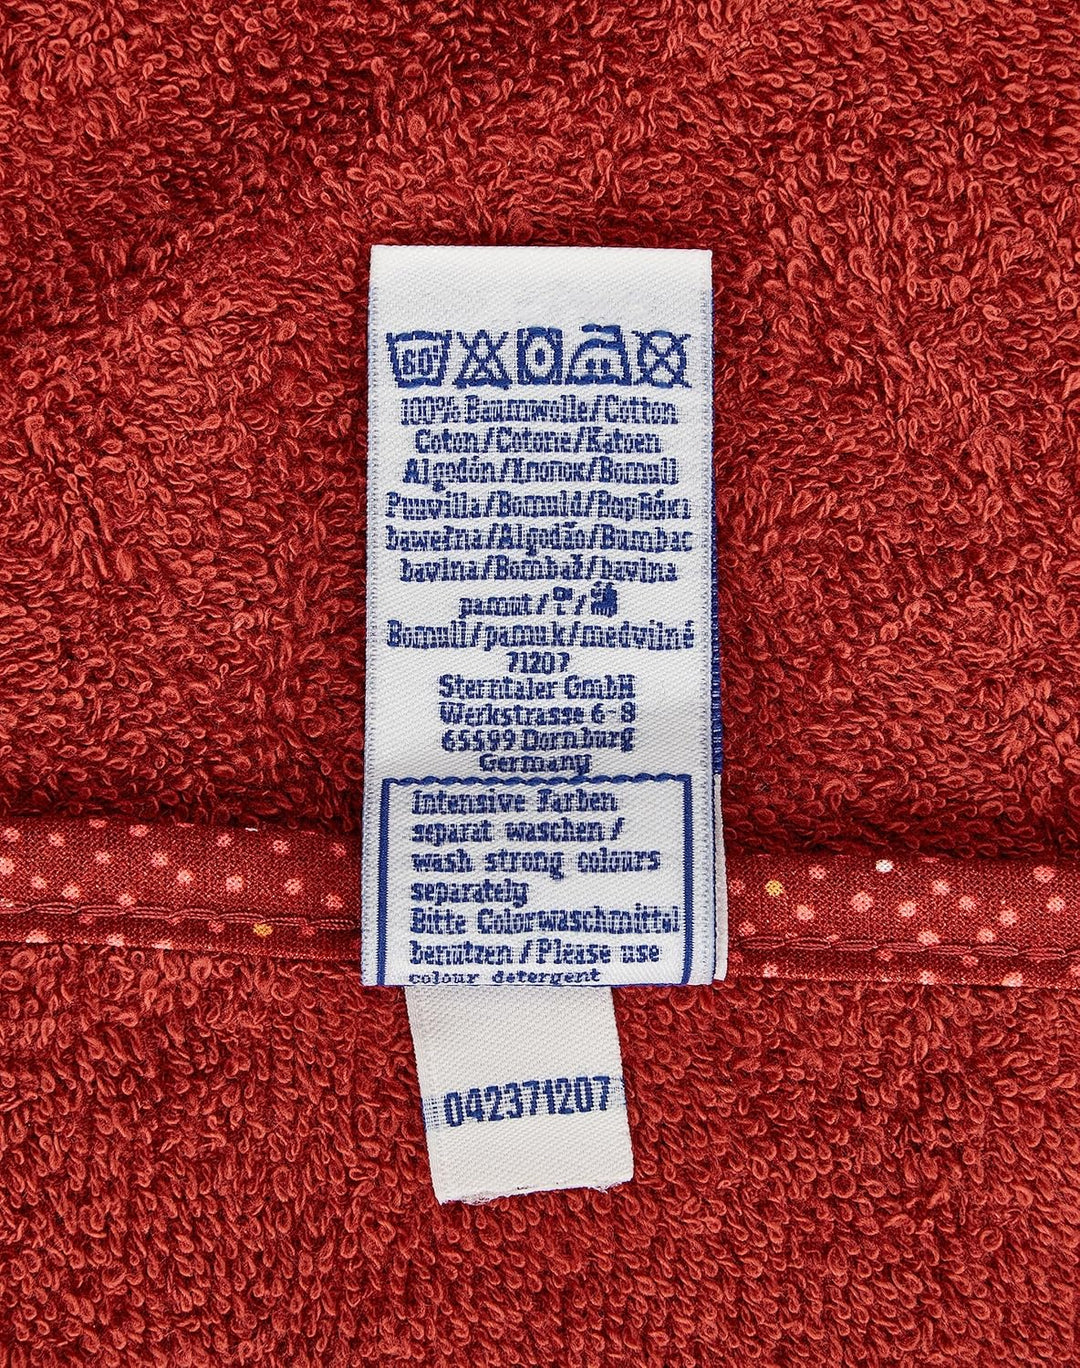 60°
100% Baumwolle/Cotton
Coton/Cotone/Katoen
Algodón/Хлопок/Bomull
Puuvilla/Bomuld/Βαμβάκι
bawełna/Algodão/Bumbac
bavlna/Bombaž/bavlna
pamut/
Bomull/pamuk/medvilnė
71207
Sterntaler GmbH
Werkstrasse 6-8
65599 Dornburg
Germany
Intensive Farben
separat waschen/
wash strong colours
separately
Bitte Colorwaschmittel
benutzen/Please use
colour detergent
042371207